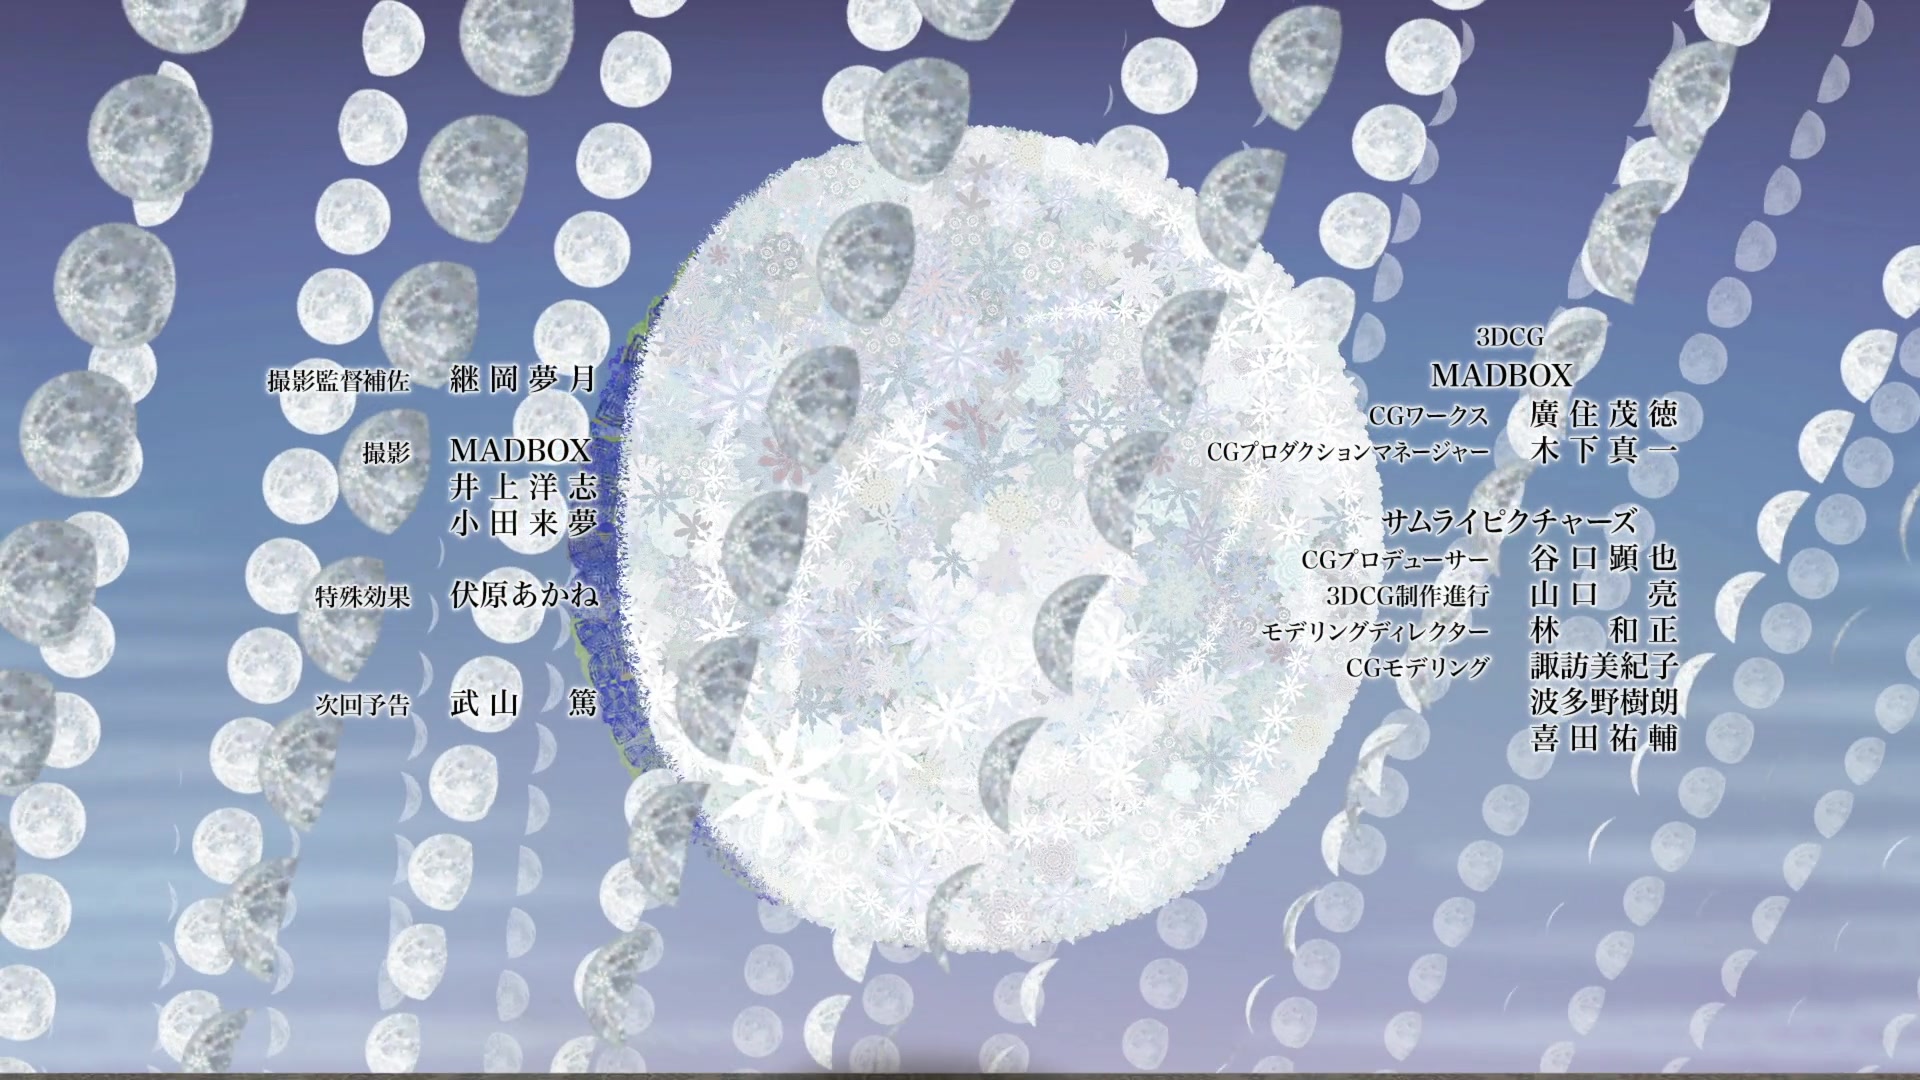 撮影監督補佐 継岡夢月
撮影 MADBOX
井上洋志
小田来夢
特殊効果 伏原あかね
次回予告 武山 篤
3DCG
MADBOX
CGワークス 廣住茂徳
CGプロダクションマネージャー 木下真一
サムライピクチャーズ
CGプロデューサー 谷口顕也
3DCG制作進行 山口 亮
モデリングディレクター 林 和正
CGモデリング 諏訪美紀子
波多野樹朗
喜田祐輔